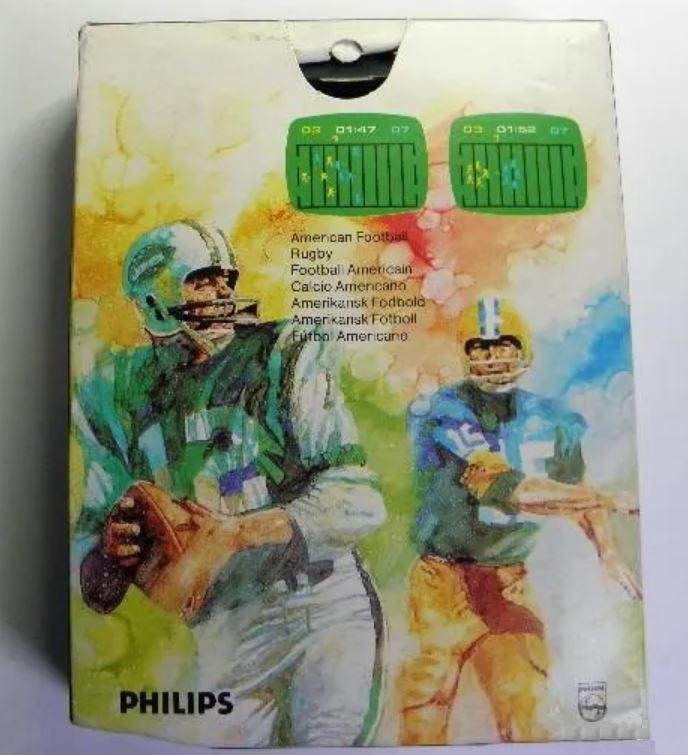 03 01:47 07
03 01:52 07
American Football
Rugby
Football Americain
Calcio Americano
Amerikansk Fodbold
Amerikansk Fotboll
Fútbol Americano
PHILIPS
PHILIPS